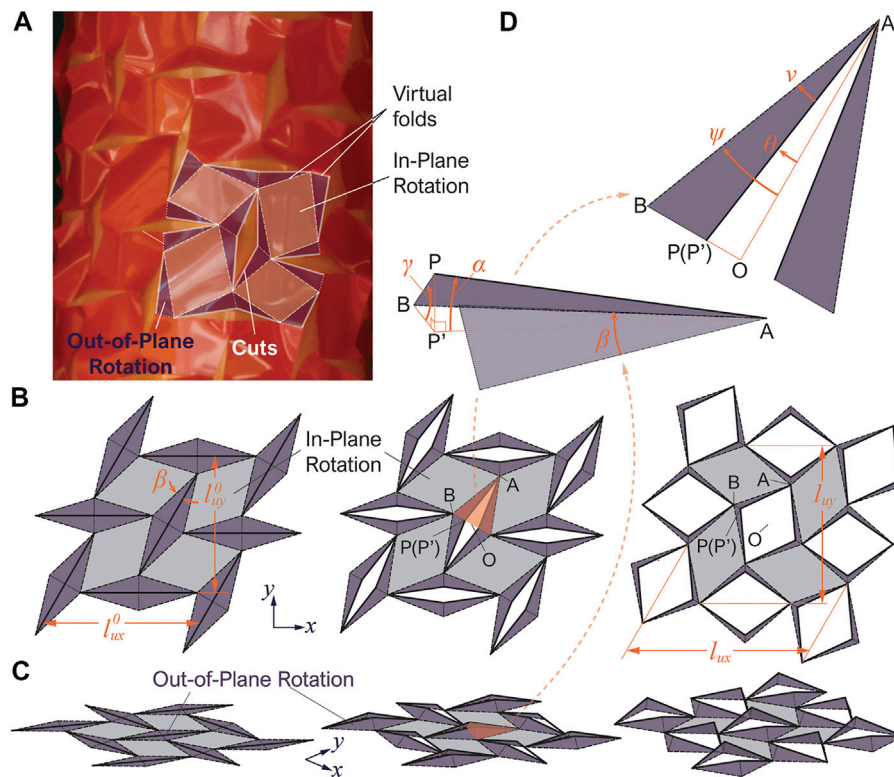 A
Virtual
folds
In-Plane
Rotation
Out-of-Plane
Rotation
Cuts
D
A
ν
ψ
θ
B
P(P')
O
γ
P
α
B
P'
A
β
B
In-Plane
Rotation
β
l⁰uy
l⁰ux
y
x
A
B
P(P')
O
B
A
P(P')
O
luy
lux
C
Out-of-Plane Rotation
y
x